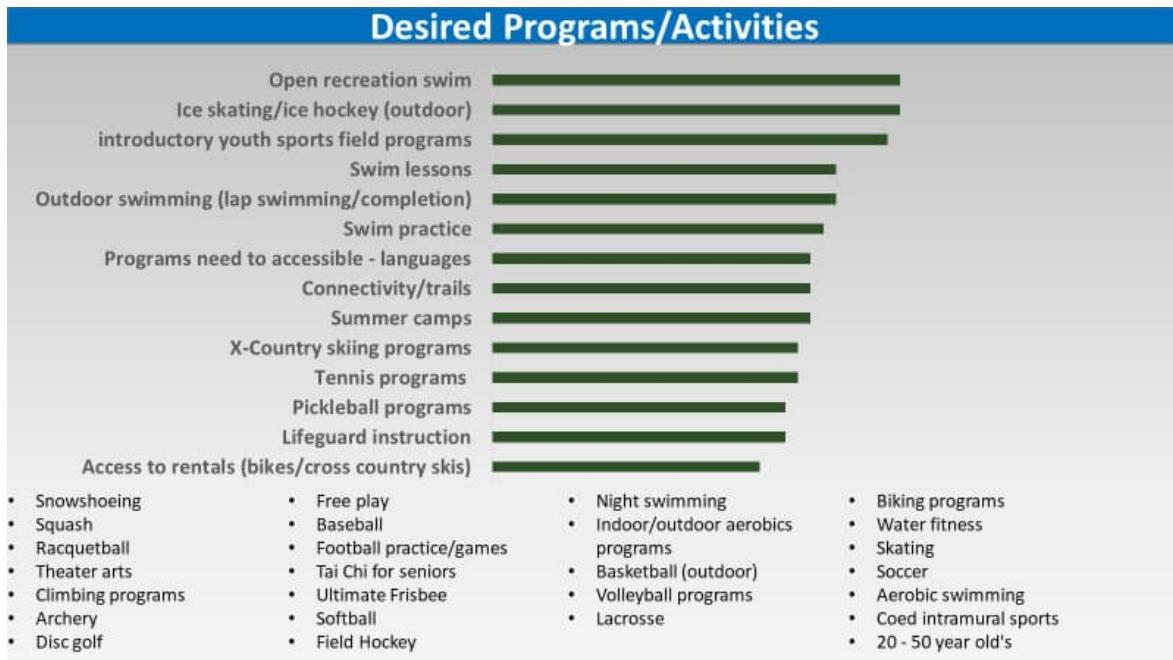 Desired Programs/Activities
Open recreation swim
Ice skating/ice hockey (outdoor)
introductory youth sports field programs
Swim lessons
Outdoor swimming (lap swimming/completion)
Swim practice
Programs need to accessible - languages
Connectivity/trails
Summer camps
X-Country skiing programs
Tennis programs
Pickleball programs
Lifeguard instruction
Access to rentals (bikes/cross country skis)
• Snowshoeing
• Squash
• Racquetball
• Theater arts
• Climbing programs
• Archery
• Disc golf
• Free play
• Baseball
• Football practice/games
• Tai Chi for seniors
• Ultimate Frisbee
• Softball
• Field Hockey
• Night swimming
• Indoor/outdoor aerobics
programs
• Basketball (outdoor)
• Volleyball programs
• Lacrosse
• Biking programs
• Water fitness
• Skating
• Soccer
• Aerobic swimming
• Coed intramural sports
• 20 - 50 year old's